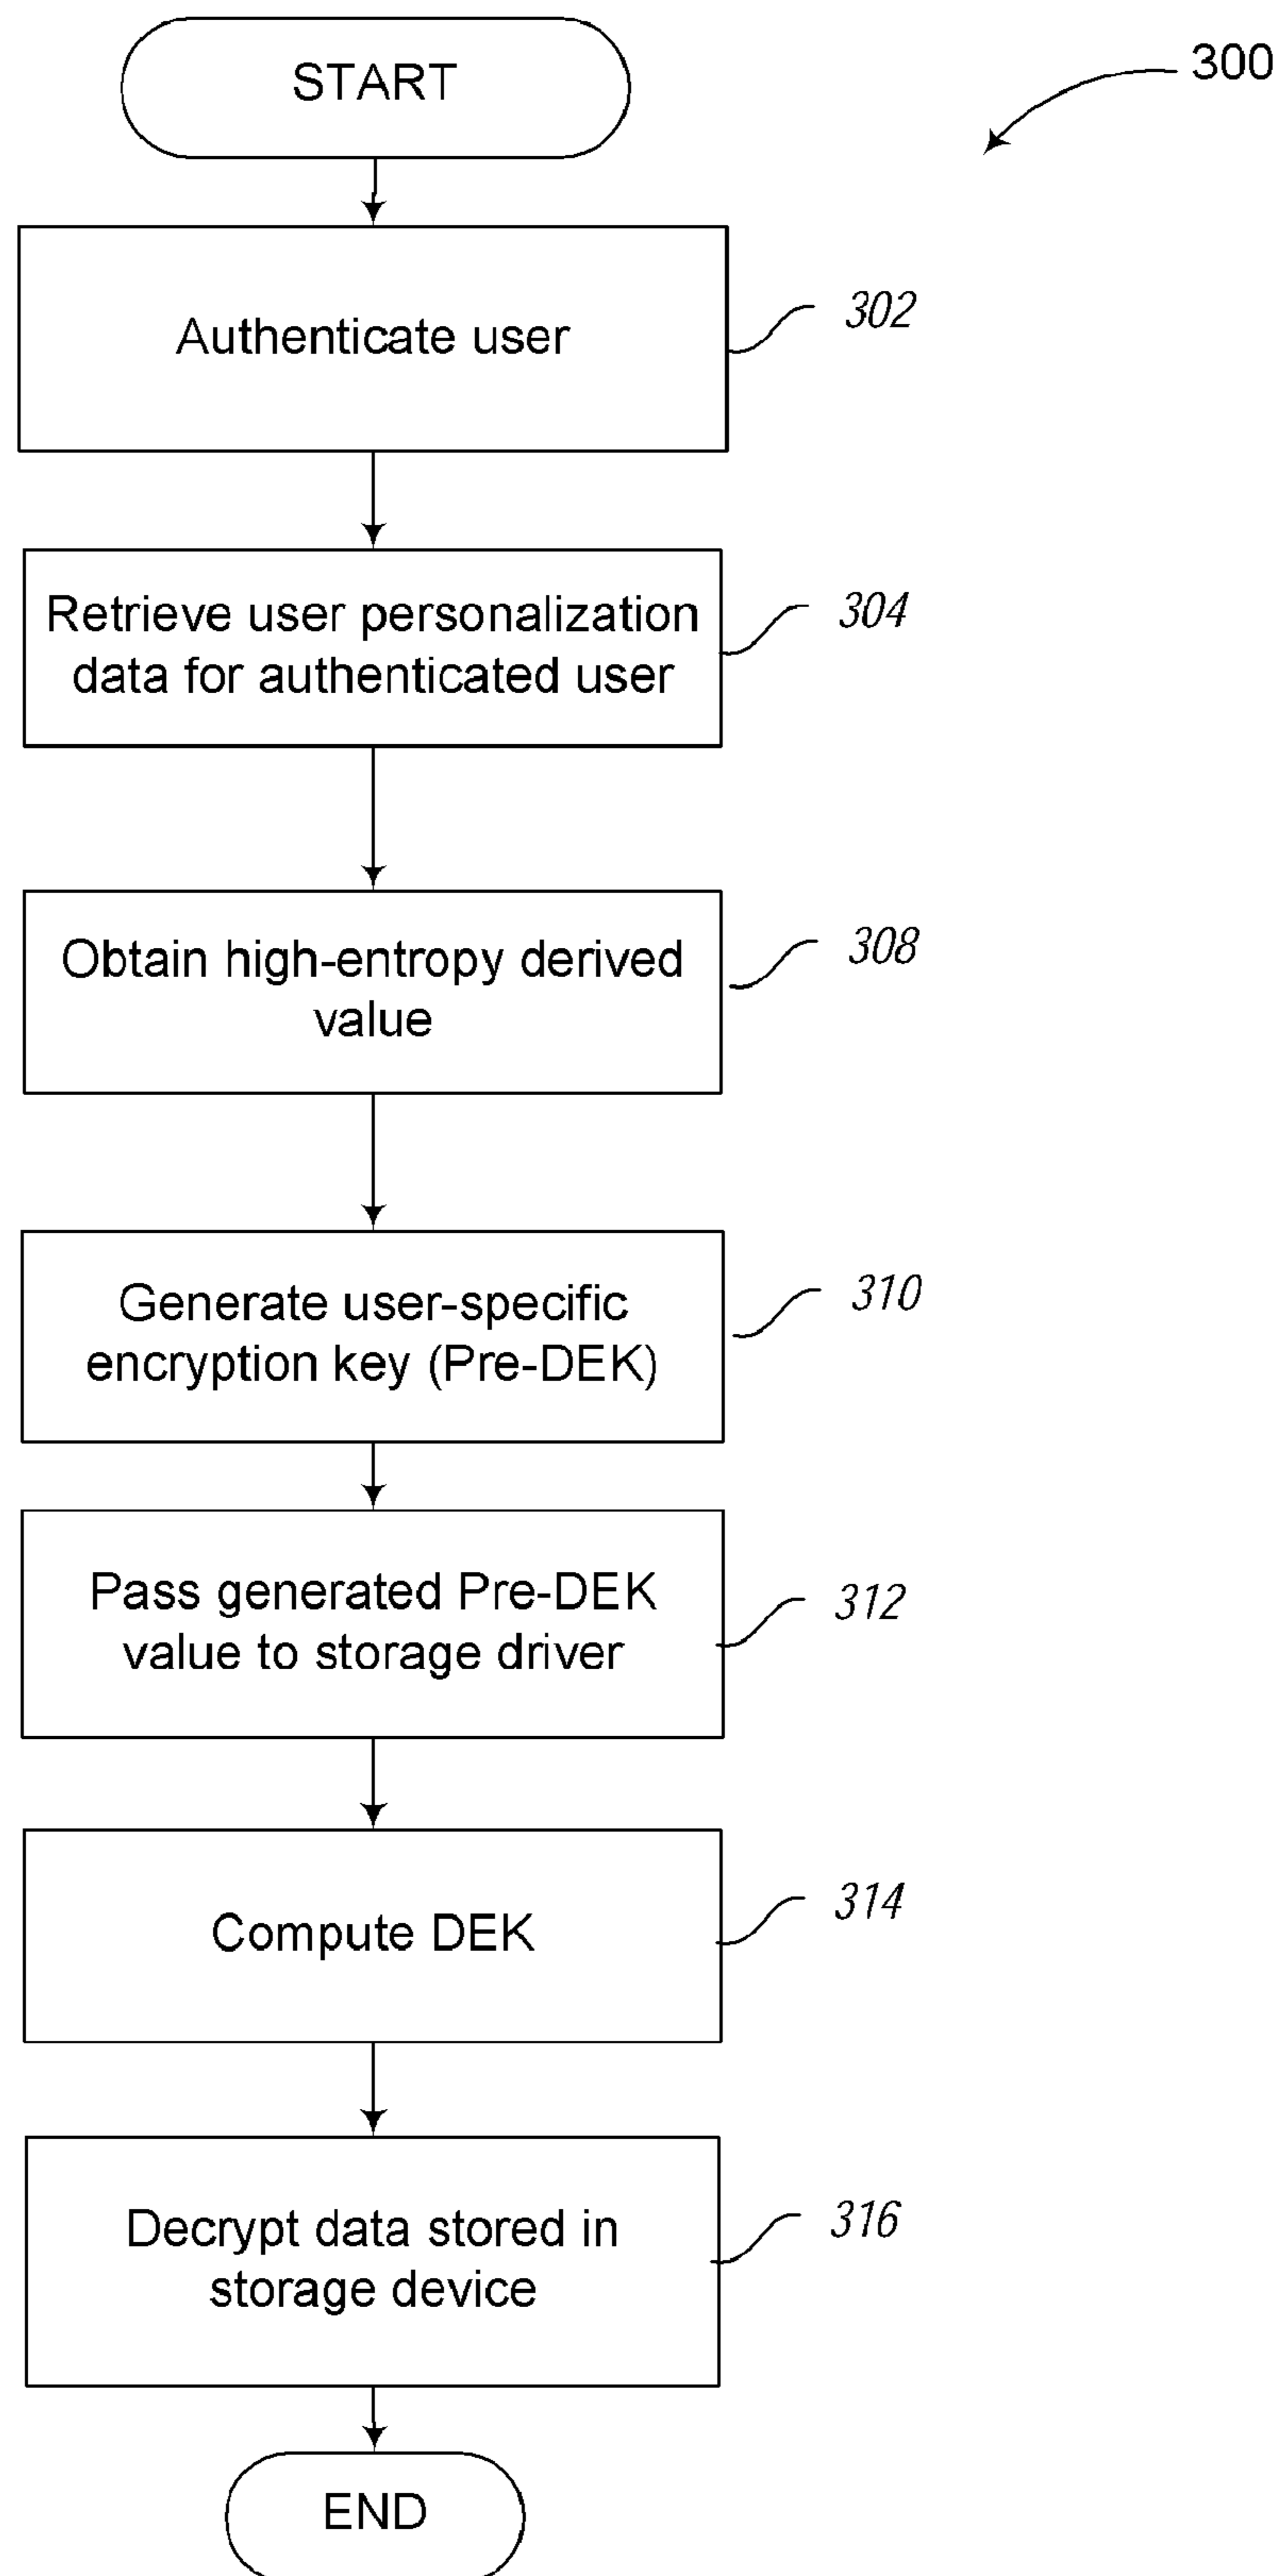 START
300
Authenticate user
302
Retrieve user personalization
data for authenticated user
304
Obtain high-entropy derived
value
308
Generate user-specific
encryption key (Pre-DEK)
310
Pass generated Pre-DEK
value to storage driver
312
Compute DEK
314
Decrypt data stored in
storage device
316
END